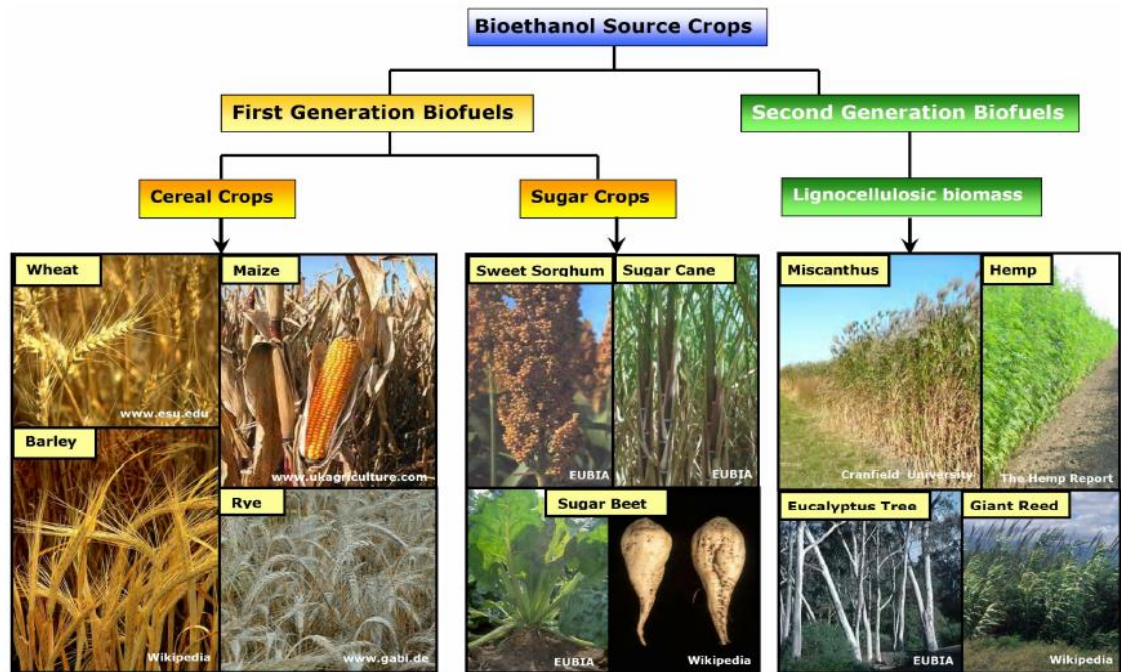 Bioethanol Source Crops
First Generation Biofuels
Second Generation Biofuels
Cereal Crops
Sugar Crops
Lignocellulosic biomass
Wheat
www.esu.edu
Maize
www.ukagriculture.com
Barley
Wikipedia
Rye
www.gabi.de
Sweet Sorghum
EUBIA
Sugar Cane
EUBIA
Sugar Beet
EUBIA
Wikipedia
Miscanthus
Cranfield University
Hemp
The Hemp Report
Eucalyptus Tree
EUBIA
Giant Reed
Wikipedia